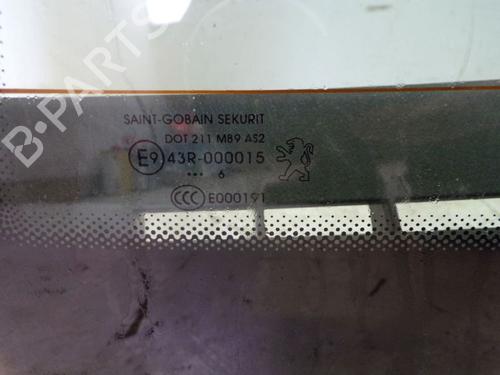 SAINT-GOBAIN SEKURIT
DOT 211 M89 AS2
E9 43R-000015
... 6
CCC E000191
B-PARTS